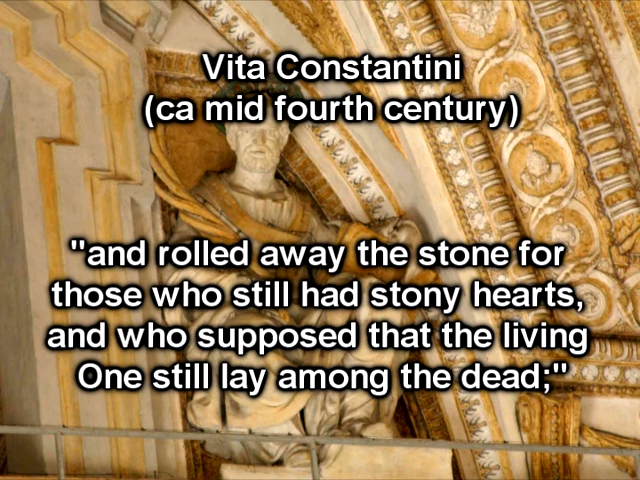 Vita Constantini
(ca mid fourth century)
"and rolled away the stone for
those who still had stony hearts,
and who supposed that the living
One still lay among the dead;"